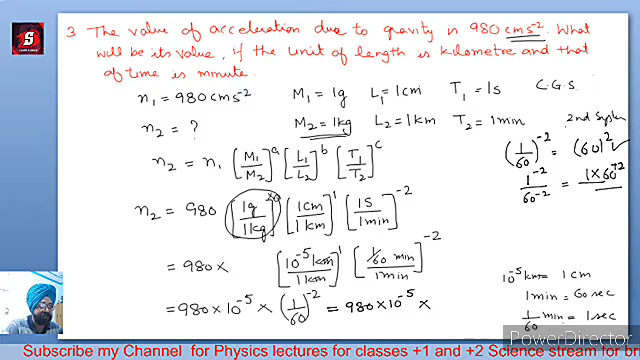 S
3 The value of acceleration due to gravity is 980 cms⁻². What
will be its value, if the unit of length is kilometre and that
of time is minute.
n₁ = 980 cms⁻² M₁ = 1g L₁ = 1cm T₁ = 1s C.G.S
n₂ = ? M₂ = 1kg L₂ = 1km T₂ = 1min 2nd System
n₂ = n₁ [M₁/M₂]ᵃ [L₁/L₂]ᵇ [T₁/T₂]ᶜ
(1/60)⁻² = (60)² ✓
1⁻²/60⁻² = 1×60⁺²
n₂ = 980 [1g/1kg]^x0 [1cm/1km]¹ [1s/1min]⁻²
= 980 × [10⁻⁵km/1km]¹ [1/60 min/1min]⁻²
= 980×10⁻⁵ × (1/60)⁻² = 980×10⁻⁵ ×
10⁻⁵ km = 1 cm
1min = 60 sec
1/60 min = 1 sec
POWERDIRECTOR
Subscribe my Channel for Physics lectures for classes +1 and +2 Science stream for